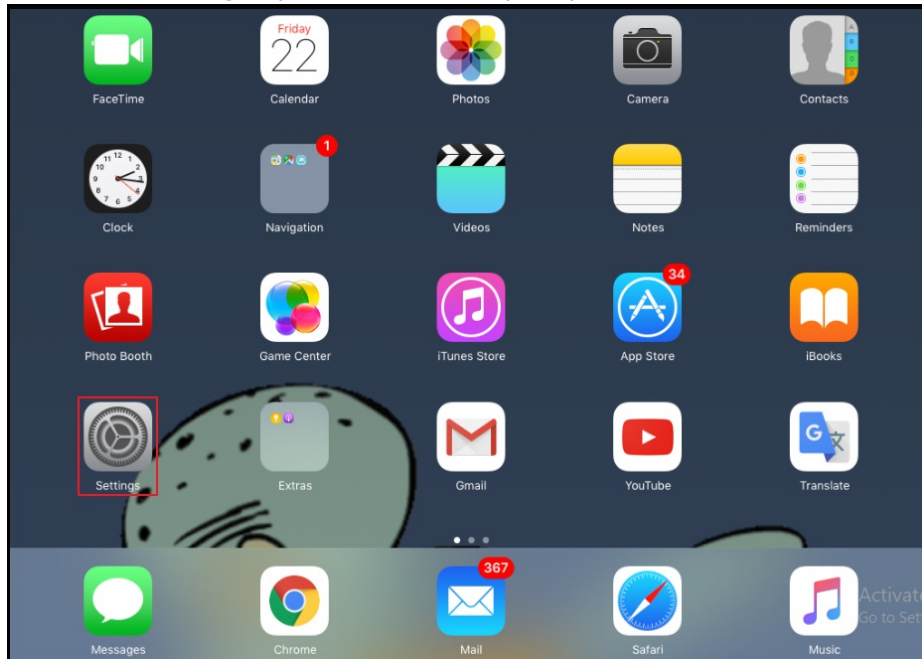 Friday
22
FaceTime
Calendar
Photos
Camera
Contacts
1
Clock
Navigation
Videos
Notes
Reminders
34
Photo Booth
Game Center
iTunes Store
App Store
iBooks
Settings
Extras
Gmail
YouTube
Translate
367
Messages
Chrome
Mail
Safari
Music
Activate
Go to Set